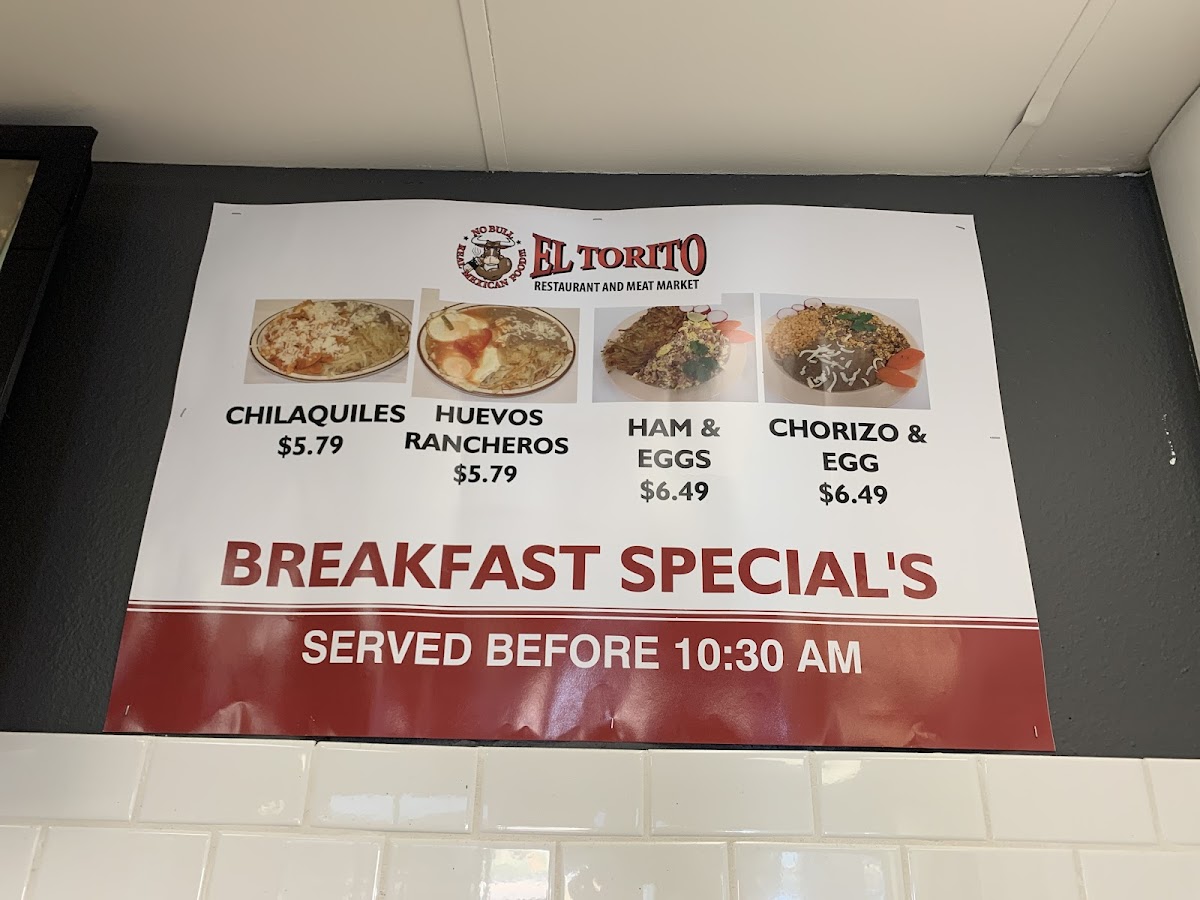 NO BULL
REAL MEXICAN FOOD!!!
EL TORITO
RESTAURANT AND MEAT MARKET
CHILAQUILES
$5.79
HUEVOS
RANCHEROS
$5.79
HAM &
EGGS
$6.49
CHORIZO &
EGG
$6.49
BREAKFAST SPECIAL'S
SERVED BEFORE 10:30 AM